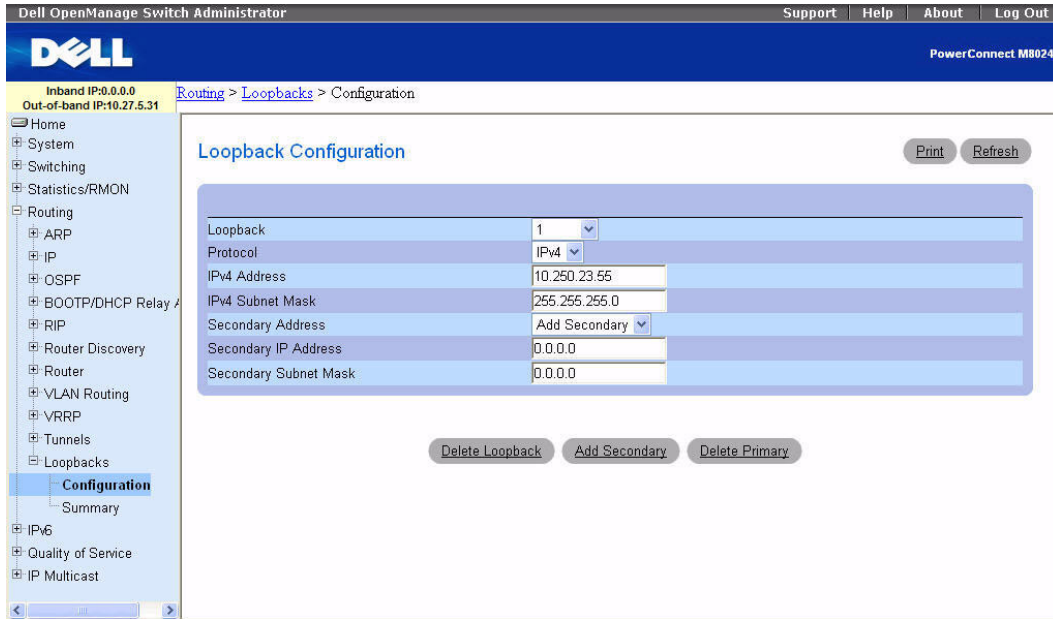 Dell OpenManage Switch Administrator
Support Help About Log Out
DELL
PowerConnect M8024
Inband IP:0.0.0.0
Out-of-band IP:10.27.5.31
Routing > Loopbacks > Configuration
Home
System
Switching
Statistics/RMON
Routing
ARP
IP
OSPF
BOOTP/DHCP Relay A
RIP
Router Discovery
Router
VLAN Routing
VRRP
Tunnels
Loopbacks
Configuration
Summary
IPv6
Quality of Service
IP Multicast
Loopback Configuration
Print Refresh
Loopback 1
Protocol IPv4
IPv4 Address 10.250.23.55
IPv4 Subnet Mask 255.255.255.0
Secondary Address Add Secondary
Secondary IP Address 0.0.0.0
Secondary Subnet Mask 0.0.0.0
Delete Loopback Add Secondary Delete Primary